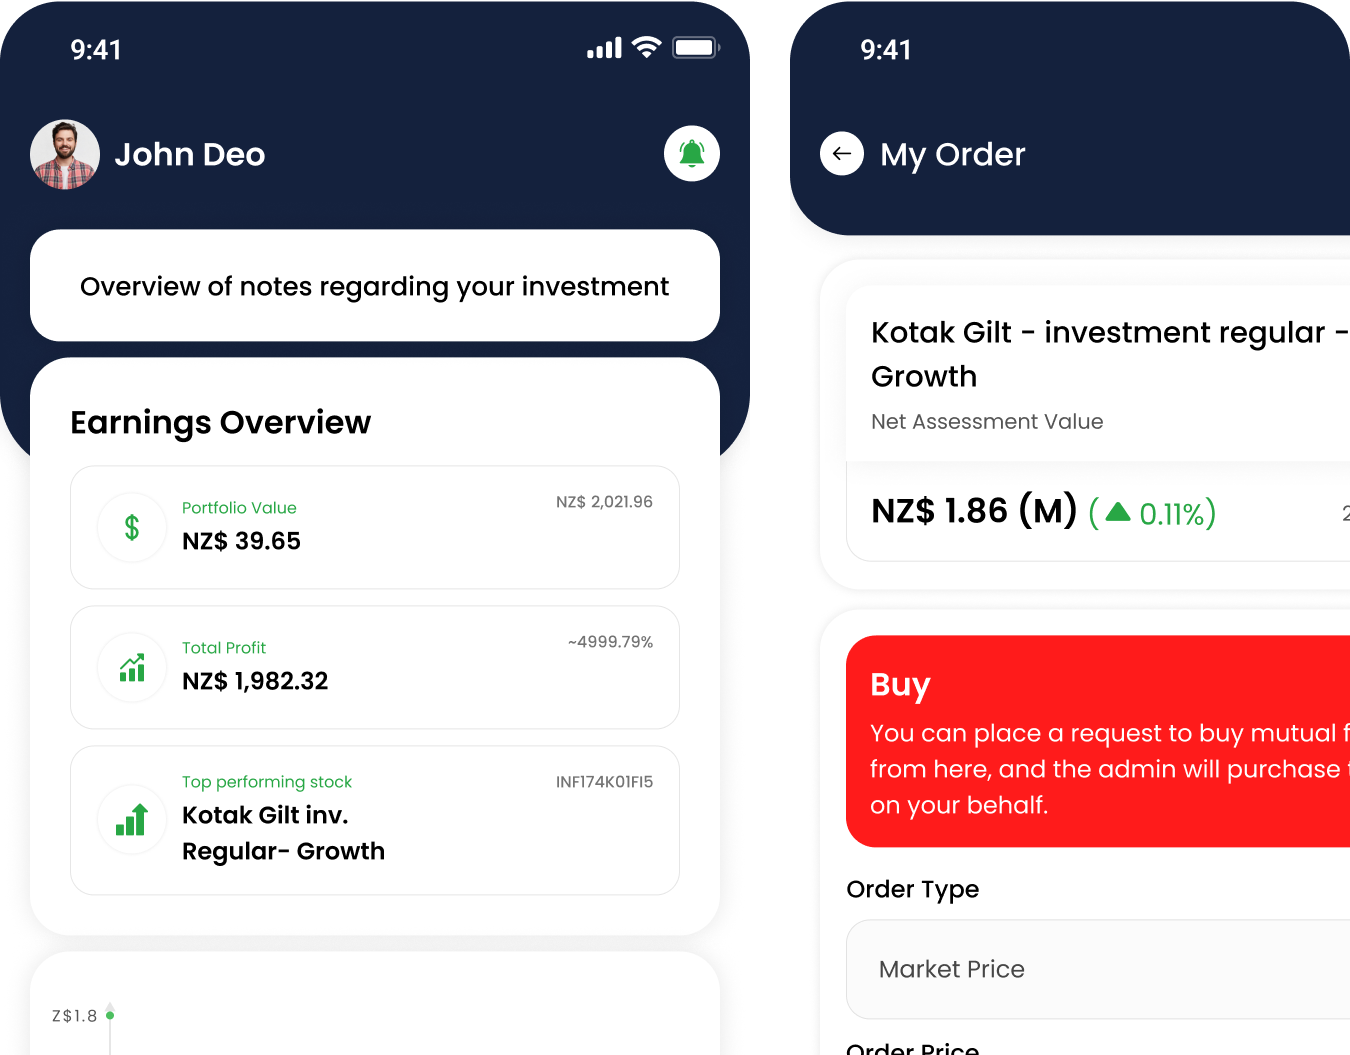 9:41
John Deo
Overview of notes regarding your investment
Earnings Overview
Portfolio Value
NZ$ 2,021.96
NZ$ 39.65
Total Profit
~4999.79%
NZ$ 1,982.32
Top performing stock
INF174K01FI5
Kotak Gilt inv.
Regular- Growth
Z$1.8
9:41
My Order
Kotak Gilt - investment regular -
Growth
Net Assessment Value
NZ$ 1.86 (M) (▲ 0.11%)
Buy
You can place a request to buy mutual
from here, and the admin will purchase
on your behalf.
Order Type
Market Price
Order Price